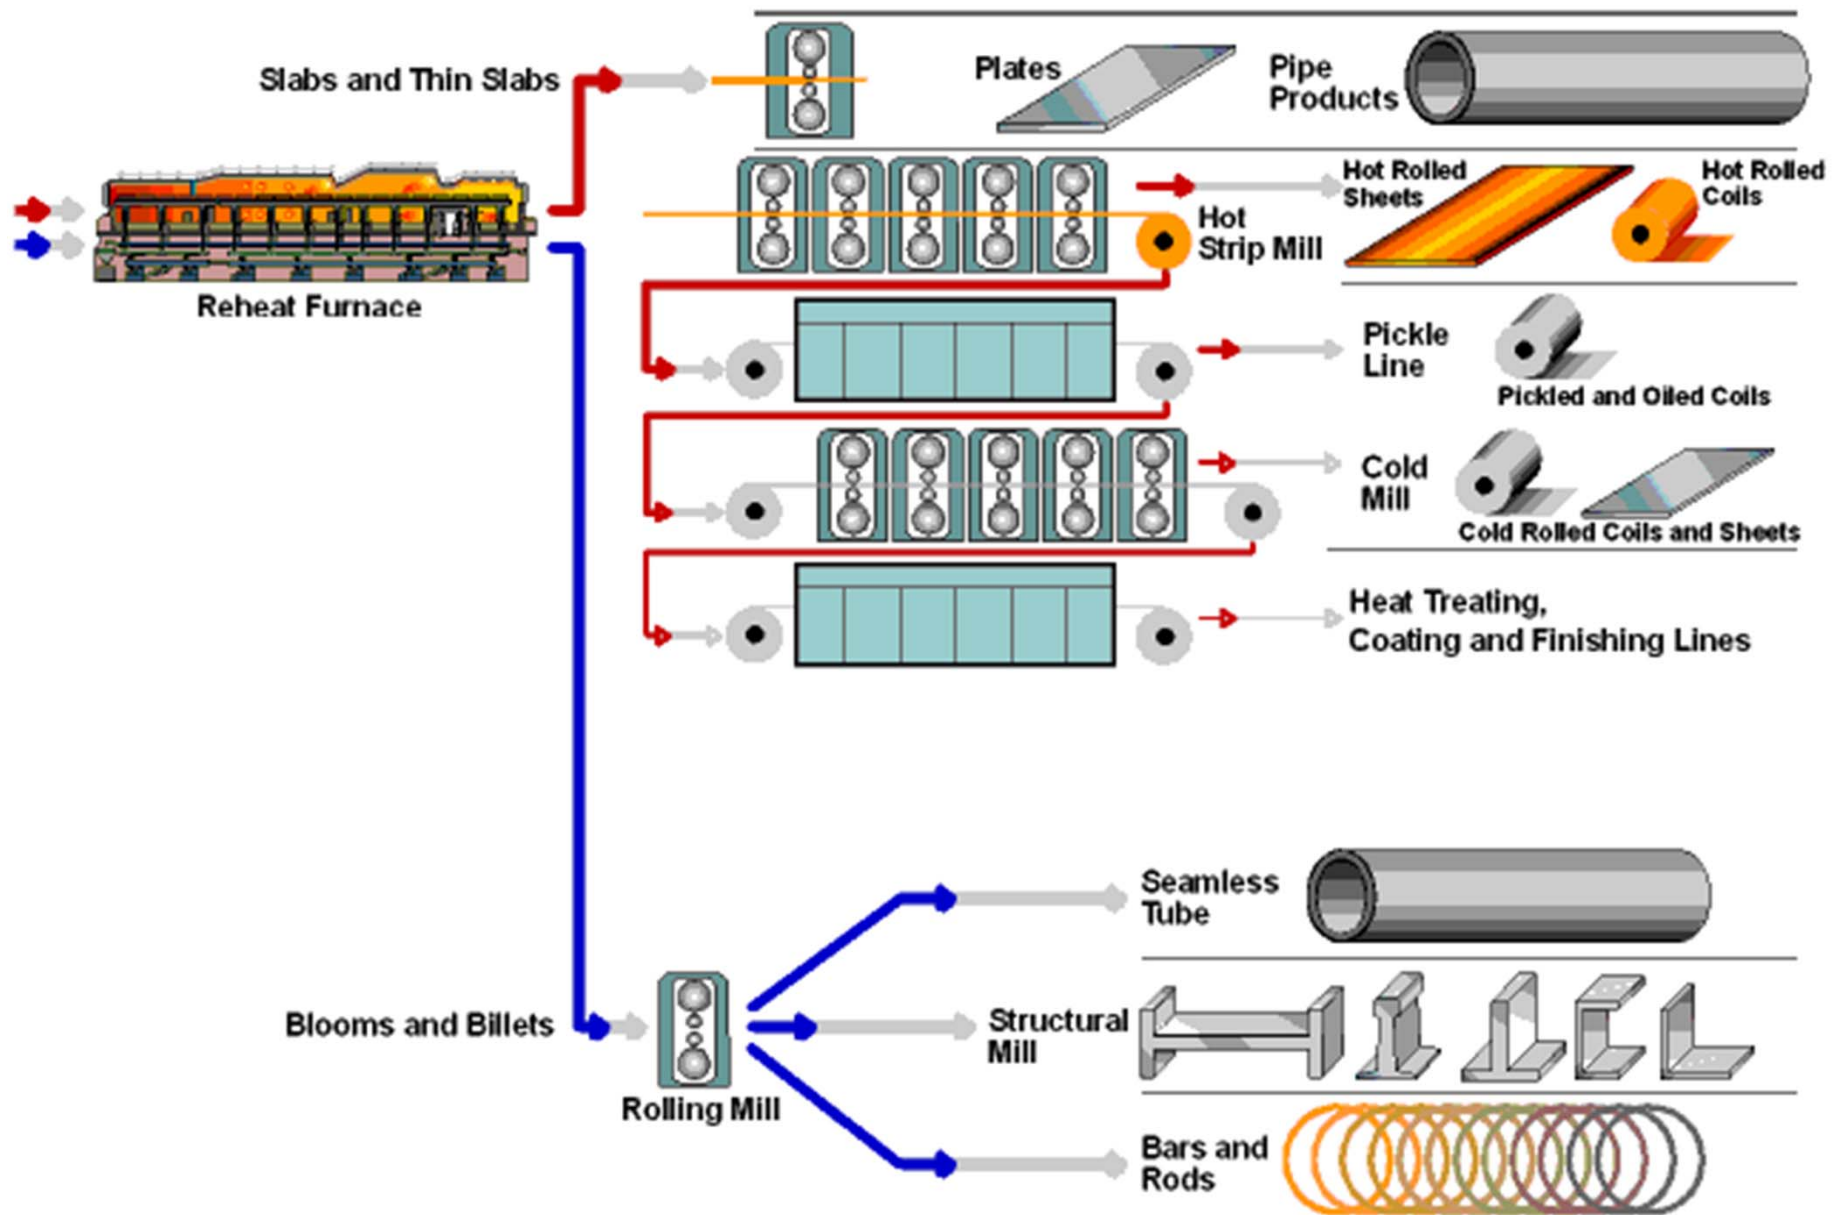 Slabs and Thin Slabs
Plates
Pipe
Products
Reheat Furnace
Hot
Strip Mill
Hot Rolled
Sheets
Hot Rolled
Coils
Pickle
Line
Pickled and Oiled Coils
Cold
Mill
Cold Rolled Coils and Sheets
Heat Treating,
Coating and Finishing Lines
Blooms and Billets
Rolling Mill
Seamless
Tube
Structural
Mill
Bars and
Rods